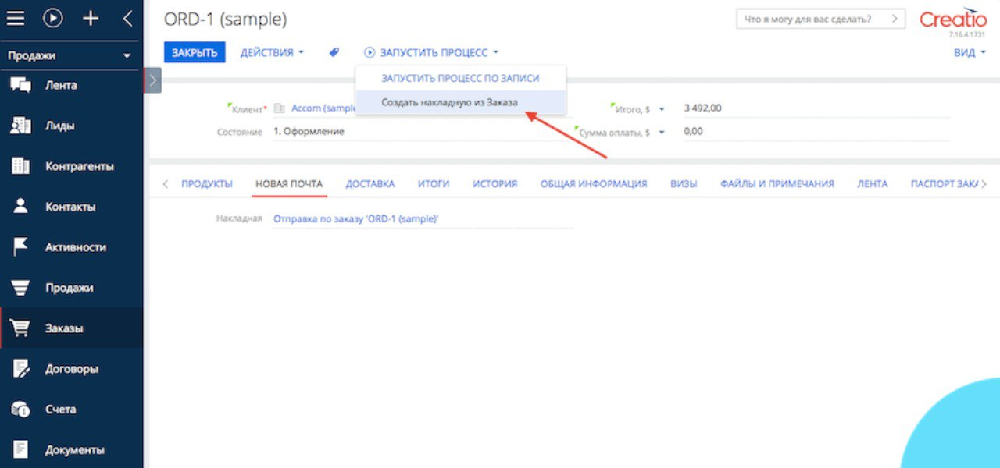 ORD-1 (sample)
Что я могу для вас сделать?
Creatio
7.16.4.1731
ЗАКРЫТЬ
ДЕЙСТВИЯ
ЗАПУСТИТЬ ПРОЦЕСС
ВИД
ЗАПУСТИТЬ ПРОЦЕСС ПО ЗАПИСИ
Создать накладную из Заказа
Продажи
Лента
Лиды
Контрагенты
Контакты
Активности
Продажи
Заказы
Договоры
Счета
Документы
Клиент* Accom (sample
Итого, $ 3 492,00
Состояние 1. Оформление
Сумма оплаты, $ 0,00
ПРОДУКТЫ НОВАЯ ПОЧТА ДОСТАВКА ИТОГИ ИСТОРИЯ ОБЩАЯ ИНФОРМАЦИЯ ВИЗЫ ФАЙЛЫ И ПРИМЕЧАНИЯ ЛЕНТА ПАСПОРТ ЗАКА
Накладная Отправка по заказу 'ORD-1 (sample)'